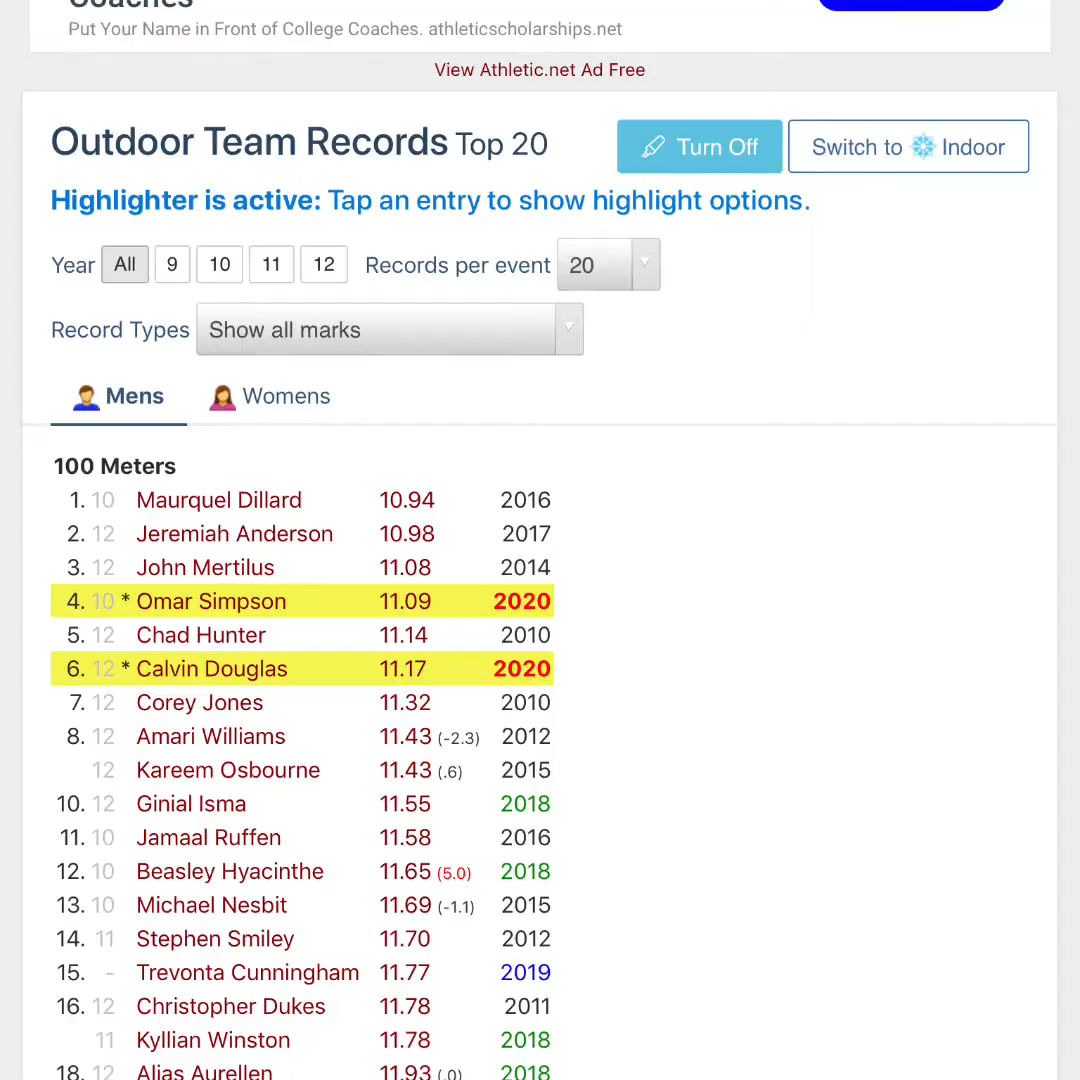 Coaches
Put Your Name in Front of College Coaches. athleticscholarships.net
View Athletic.net Ad Free
Outdoor Team Records Top 20
Turn Off
Switch to Indoor
Highlighter is active: Tap an entry to show highlight options.
Year All 9 10 11 12 Records per event 20
Record Types Show all marks
Mens Womens
100 Meters
1. 10 Maurquel Dillard 10.94 2016
2. 12 Jeremiah Anderson 10.98 2017
3. 12 John Mertilus 11.08 2014
4. 10 * Omar Simpson 11.09 2020
5. 12 Chad Hunter 11.14 2010
6. 12 * Calvin Douglas 11.17 2020
7. 12 Corey Jones 11.32 2010
8. 12 Amari Williams 11.43 (-2.3) 2012
12 Kareem Osbourne 11.43 (.6) 2015
10. 12 Ginial Isma 11.55 2018
11. 10 Jamaal Ruffen 11.58 2016
12. 10 Beasley Hyacinthe 11.65 (5.0) 2018
13. 10 Michael Nesbit 11.69 (-1.1) 2015
14. 11 Stephen Smiley 11.70 2012
15. - Trevonta Cunningham 11.77 2019
16. 12 Christopher Dukes 11.78 2011
11 Kyllian Winston 11.78 2018
18. 12 Alias Aurellen 11.93 (.0) 2018